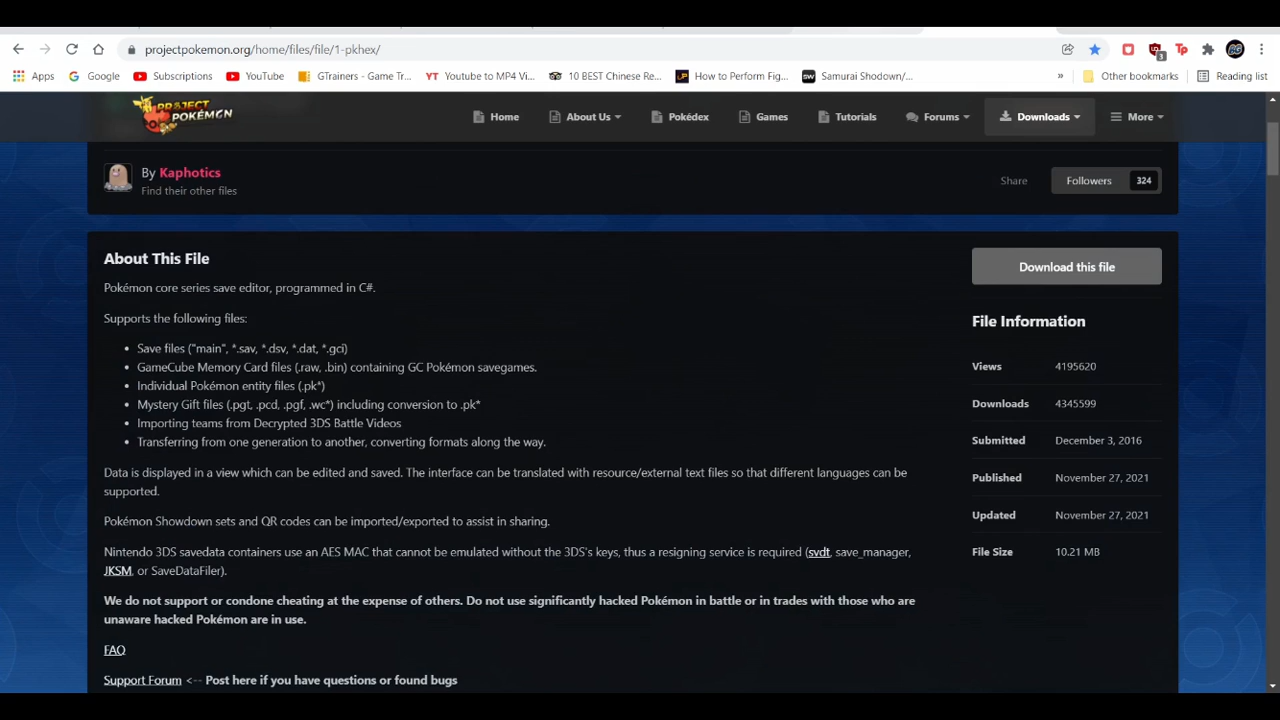 projectpokemon.org/home/files/file/1-pkhex/
3
Apps Google Subscriptions YouTube GTrainers - Game Tr... Youtube to MP4 Vi... 10 BEST Chinese Re... How to Perform Fig... Samurai Shodown/... » Other bookmarks Reading list
PROJECT
POKÉMON
Home About Us Pokédex Games Tutorials Forums Downloads More
By Kaphotics
Find their other files
Share Followers 324
About This File
Pokémon core series save editor, programmed in C#.
Supports the following files:
• Save files ("main", *.sav, *.dsv, *.dat, *.gci)
• GameCube Memory Card files (.raw, .bin) containing GC Pokémon savegames.
• Individual Pokémon entity files (.pk*)
• Mystery Gift files (.pgt, .pcd, .pgf, .wc*) including conversion to .pk*
• Importing teams from Decrypted 3DS Battle Videos
• Transferring from one generation to another, converting formats along the way.
Data is displayed in a view which can be edited and saved. The interface can be translated with resource/external text files so that different languages can be
supported.
Pokémon Showdown sets and QR codes can be imported/exported to assist in sharing.
Nintendo 3DS savedata containers use an AES MAC that cannot be emulated without the 3DS's keys, thus a resigning service is required (svdt, save_manager,
JKSM, or SaveDataFiler).
We do not support or condone cheating at the expense of others. Do not use significantly hacked Pokémon in battle or in trades with those who are
unaware hacked Pokémon are in use.
FAQ
Support Forum <-- Post here if you have questions or found bugs
Download this file
File Information
Views 4195620
Downloads 4345599
Submitted December 3, 2016
Published November 27, 2021
Updated November 27, 2021
File Size 10.21 MB